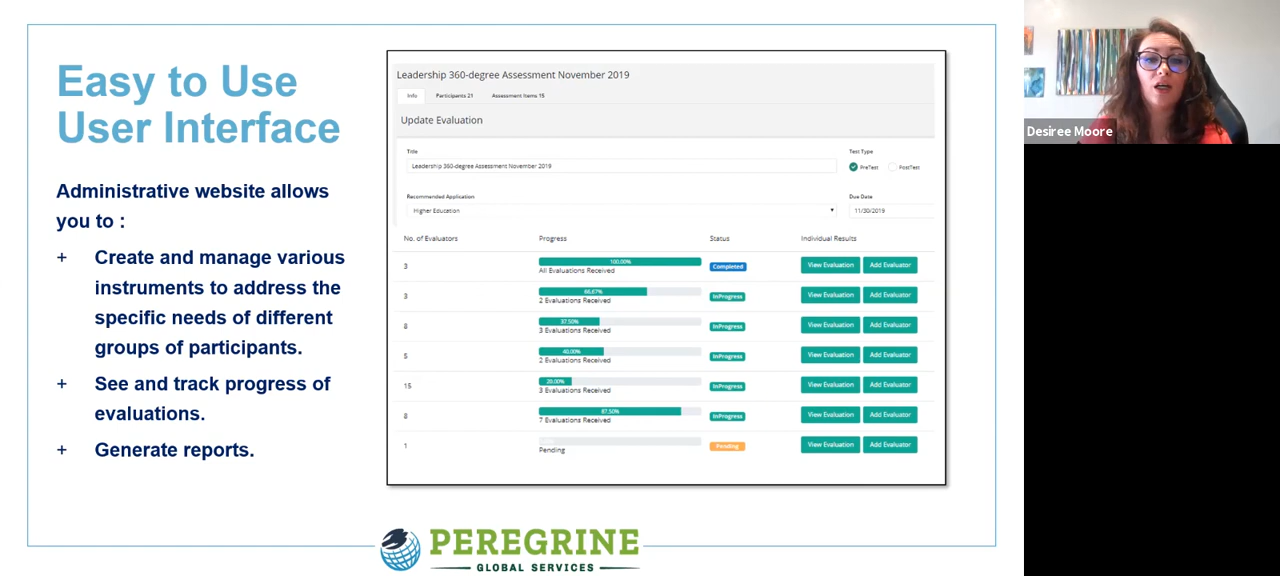 Easy to Use
User Interface
Administrative website allows
you to :
+ Create and manage various
instruments to address the
specific needs of different
groups of participants.
+ See and track progress of
evaluations.
+ Generate reports.
Leadership 360-degree Assessment November 2019
Info Participants 21 Assessment Items 15
Update Evaluation
Title Test Type
Leadership 360-degree Assessment November 2019 PreTest PostTest
Recommended Application Due Date
Higher Education 11/30/2019
No. of Evaluators Progress Status Individual Results
3 100.00% Completed View Evaluation Add Evaluator
All Evaluations Received
3 66.67% InProgress View Evaluation Add Evaluator
2 Evaluations Received
8 37.50% InProgress View Evaluation Add Evaluator
3 Evaluations Received
5 40.00% InProgress View Evaluation Add Evaluator
2 Evaluations Received
15 20.00% InProgress View Evaluation Add Evaluator
3 Evaluations Received
8 87.50% InProgress View Evaluation Add Evaluator
7 Evaluations Received
1 Pending View Evaluation Add Evaluator
Pending
PEREGRINE
GLOBAL SERVICES
Desiree Moore